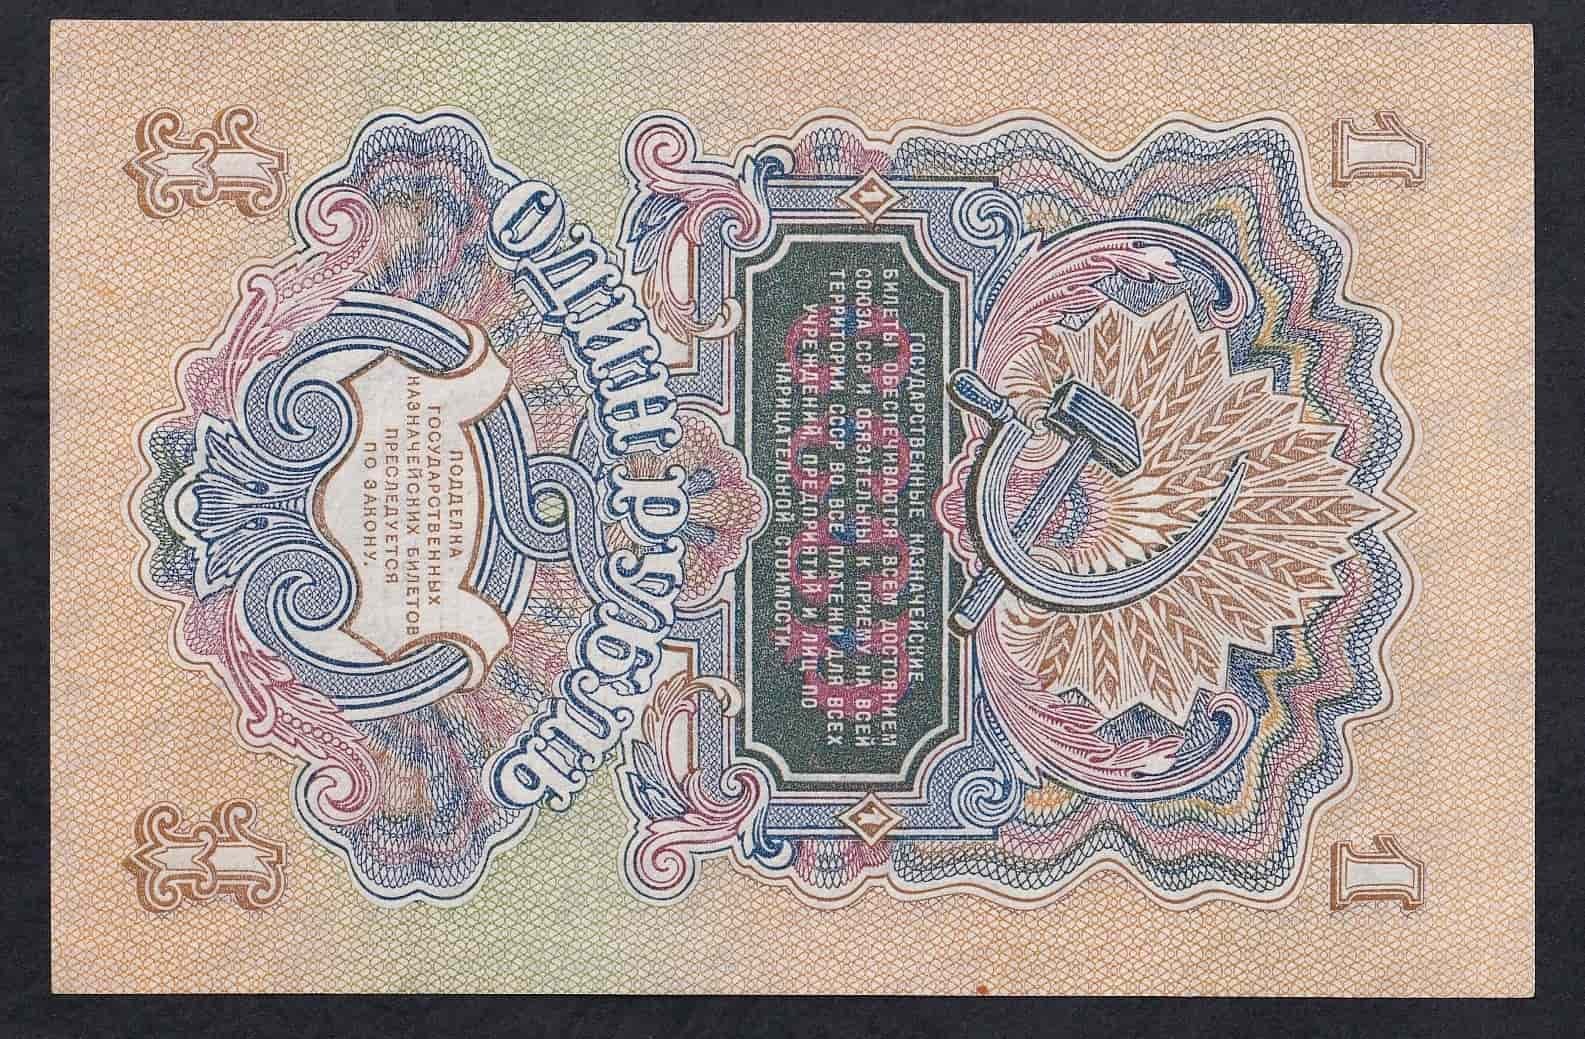 1 1
ГОСУДАРСТВЕННЫЕ КАЗНАЧЕЙСКИЕ
БИЛЕТЫ ОБЕСПЕЧИВАЮТСЯ ВСЕМ ДОСТОЯНИЕМ
СОЮЗА ССР И ОБЯЗАТЕЛЬНЫ К ПРИЕМУ НА ВСЕЙ
ТЕРРИТОРИИ СССР ВО ВСЕ ПЛАТЕЖИ ДЛЯ ВСЕХ
УЧРЕЖДЕНИЙ, ПРЕДПРИЯТИЙ И ЛИЦ ПО
НАРИЦАТЕЛЬНОЙ СТОИМОСТИ.
1 1
ОДИН РУБЛЬ
ПОДДЕЛКА
ГОСУДАРСТВЕННЫХ
КАЗНАЧЕЙСКИХ БИЛЕТОВ
ПРЕСЛЕДУЕТСЯ
ПО ЗАКОНУ.
1 1